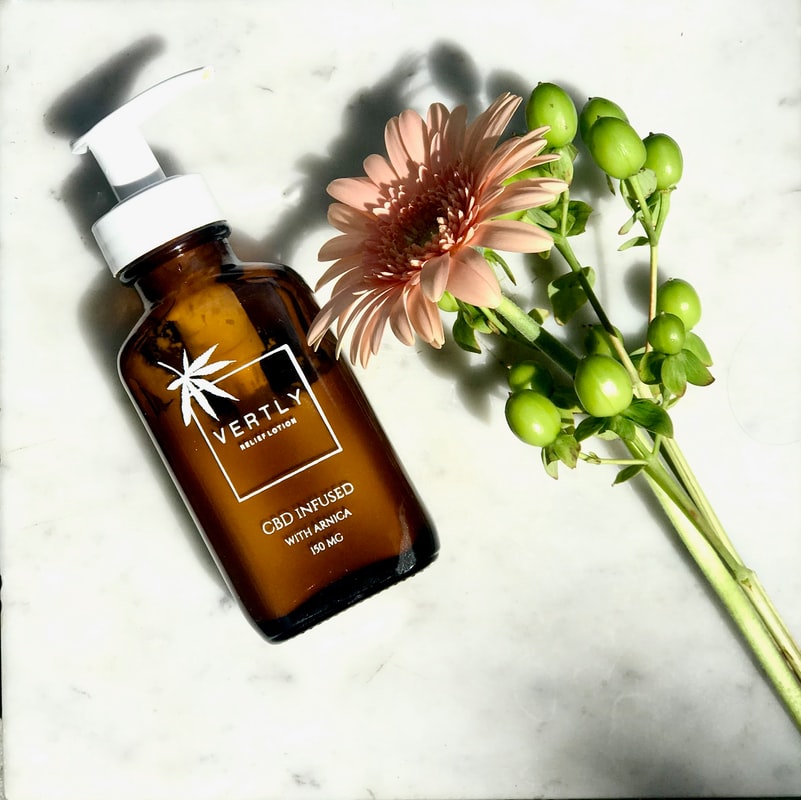 VERTLY
RELIEF LOTION
CBD INFUSED
WITH ARNICA
150 MG